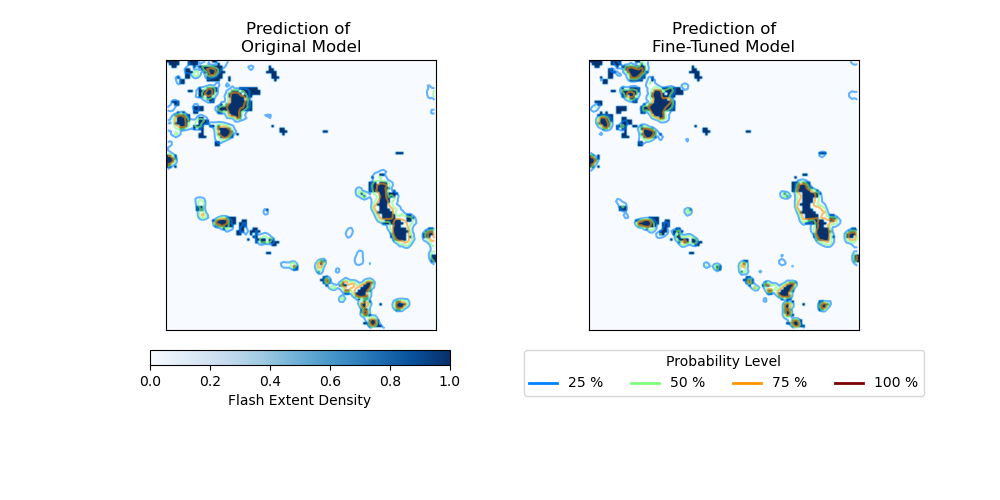 Prediction of
Original Model
Prediction of
Fine-Tuned Model
0.0 0.2 0.4 0.6 0.8 1.0
Flash Extent Density
Probability Level
25 % 50 % 75 % 100 %